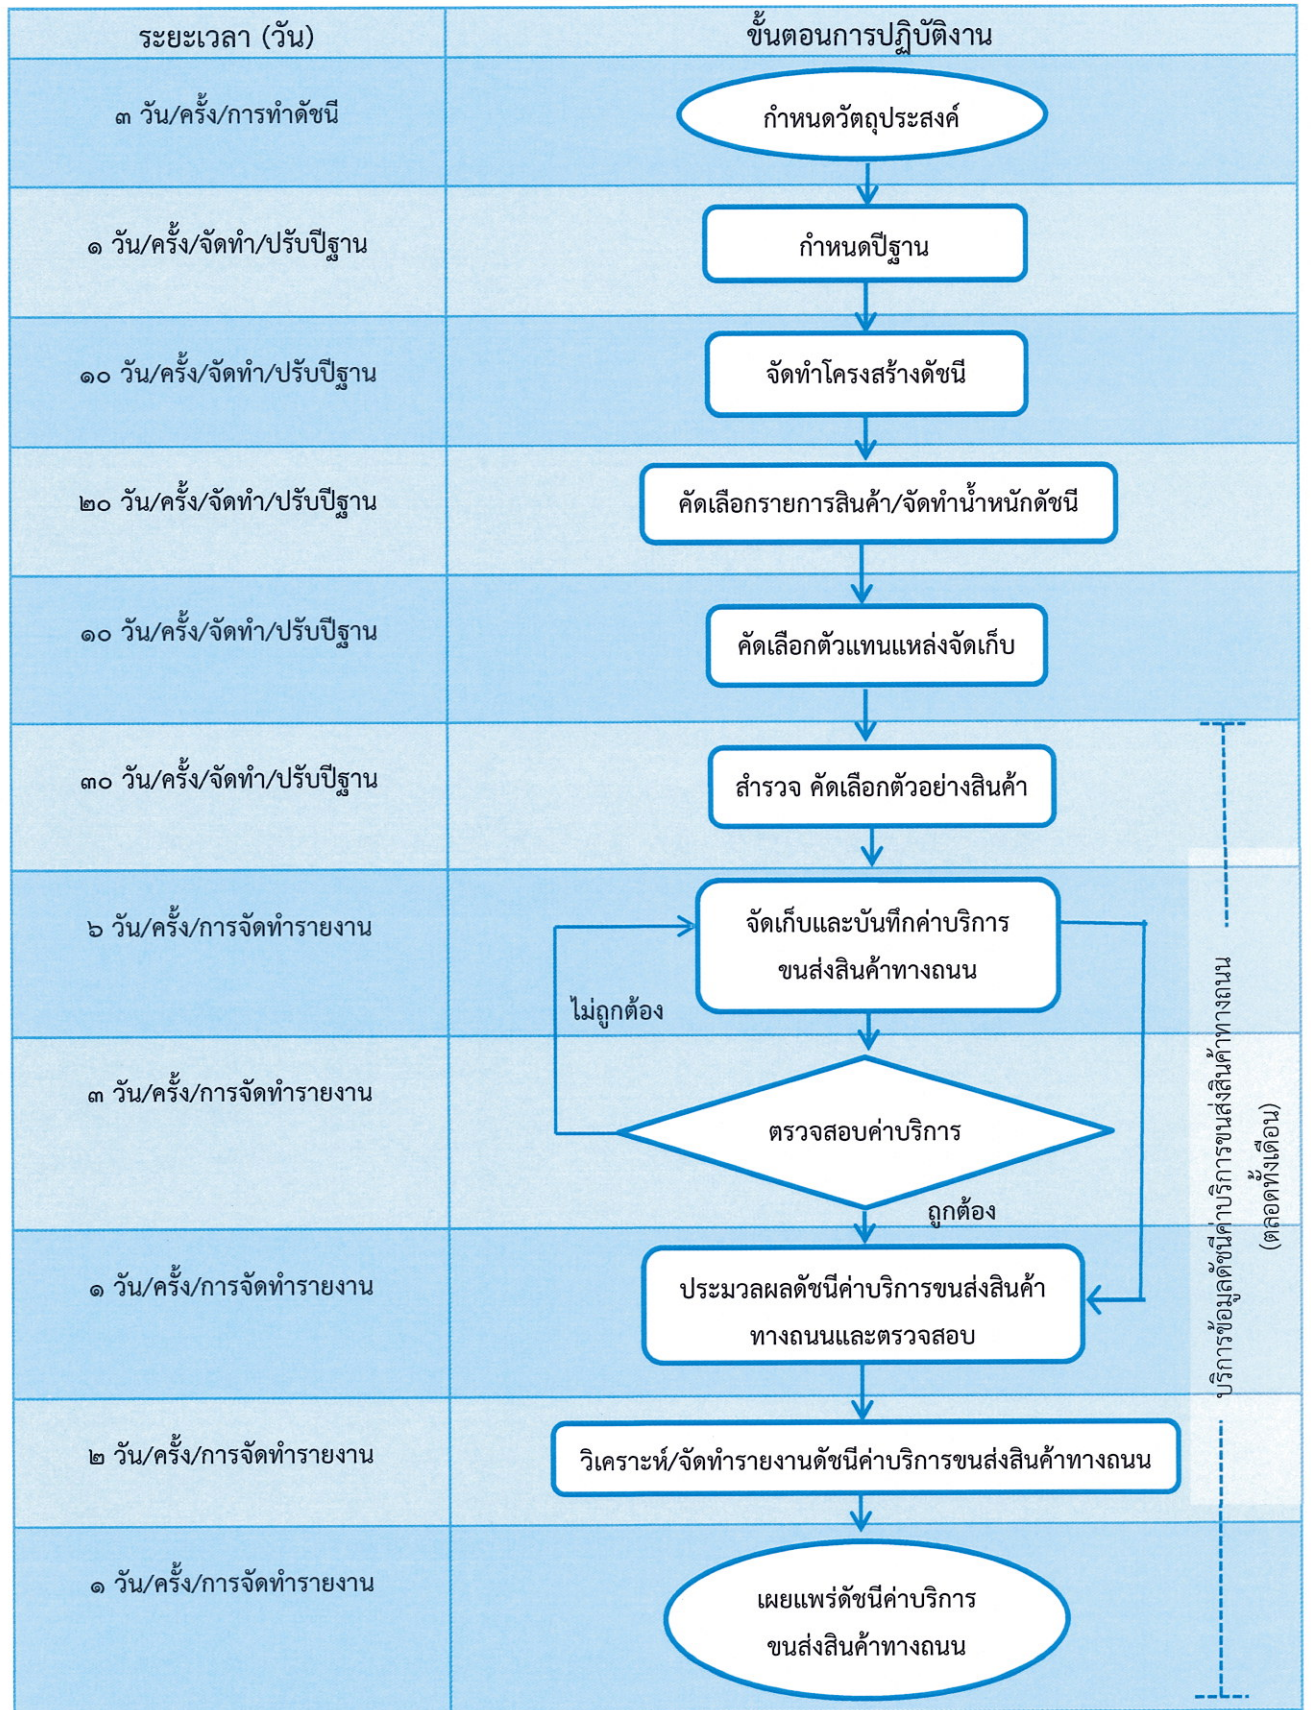 ระยะเวลา (วัน)
ขั้นตอนการปฏิบัติงาน
๓ วัน/ครั้ง/การทำดัชนี
กำหนดวัตถุประสงค์
๑ วัน/ครั้ง/จัดทำ/ปรับปีฐาน
กำหนดปีฐาน
๑๐ วัน/ครั้ง/จัดทำ/ปรับปีฐาน
จัดทำโครงสร้างดัชนี
๒๐ วัน/ครั้ง/จัดทำ/ปรับปีฐาน
คัดเลือกรายการสินค้า/จัดทำน้ำหนักดัชนี
๑๐ วัน/ครั้ง/จัดทำ/ปรับปีฐาน
คัดเลือกตัวแทนแหล่งจัดเก็บ
๓๐ วัน/ครั้ง/จัดทำ/ปรับปีฐาน
สำรวจ คัดเลือกตัวอย่างสินค้า
๖ วัน/ครั้ง/การจัดทำรายงาน
จัดเก็บและบันทึกค่าบริการ
ขนส่งสินค้าทางถนน
ไม่ถูกต้อง
๓ วัน/ครั้ง/การจัดทำรายงาน
ตรวจสอบค่าบริการ
ถูกต้อง
๑ วัน/ครั้ง/การจัดทำรายงาน
ประมวลผลดัชนีค่าบริการขนส่งสินค้า
ทางถนนและตรวจสอบ
๒ วัน/ครั้ง/การจัดทำรายงาน
วิเคราะห์/จัดทำรายงานดัชนีค่าบริการขนส่งสินค้าทางถนน
๑ วัน/ครั้ง/การจัดทำรายงาน
เผยแพร่ดัชนีค่าบริการ
ขนส่งสินค้าทางถนน
บริการข้อมูลดัชนีค่าบริการขนส่งสินค้าทางถนน
(ตลอดทั้งเดือน)